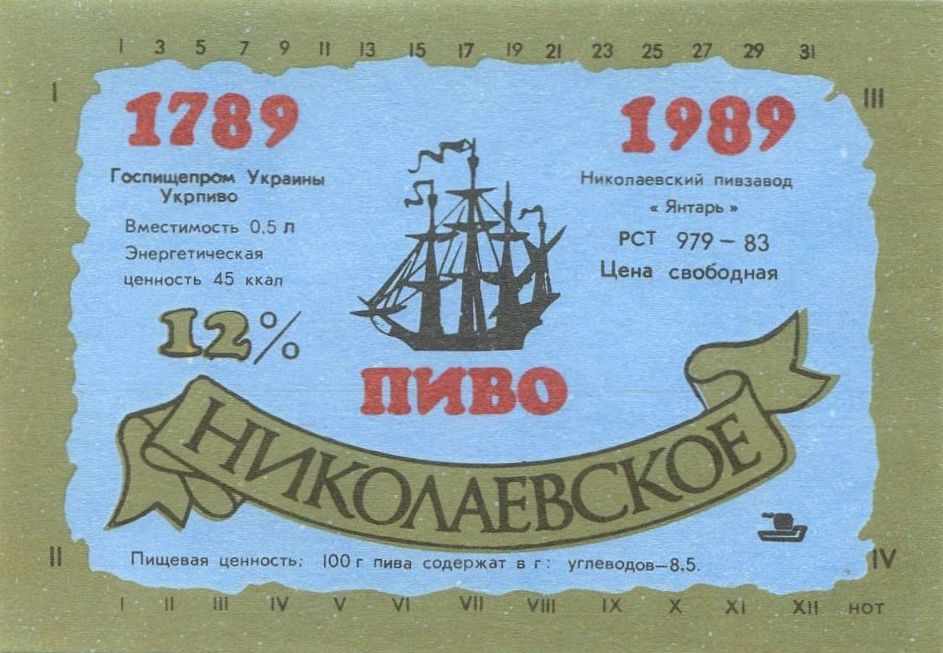 1 3 5 7 9 11 13 15 17 19 21 23 25 27 29 31
I III
1789 1989
Госпищепром Украины
Укрпиво
Вместимость 0,5 л
Энергетическая
ценность 45 ккал
12%
Николаевский пивзавод
« Янтарь »
РСТ 979 – 83
Цена свободная
ПИВО
НИКОЛАЕВСКОЕ
Пищевая ценность: 100 г пива содержат в г: углеводов–8,5.
II IV
I II III IV V VI VII VIII IX X XI XII НОТ